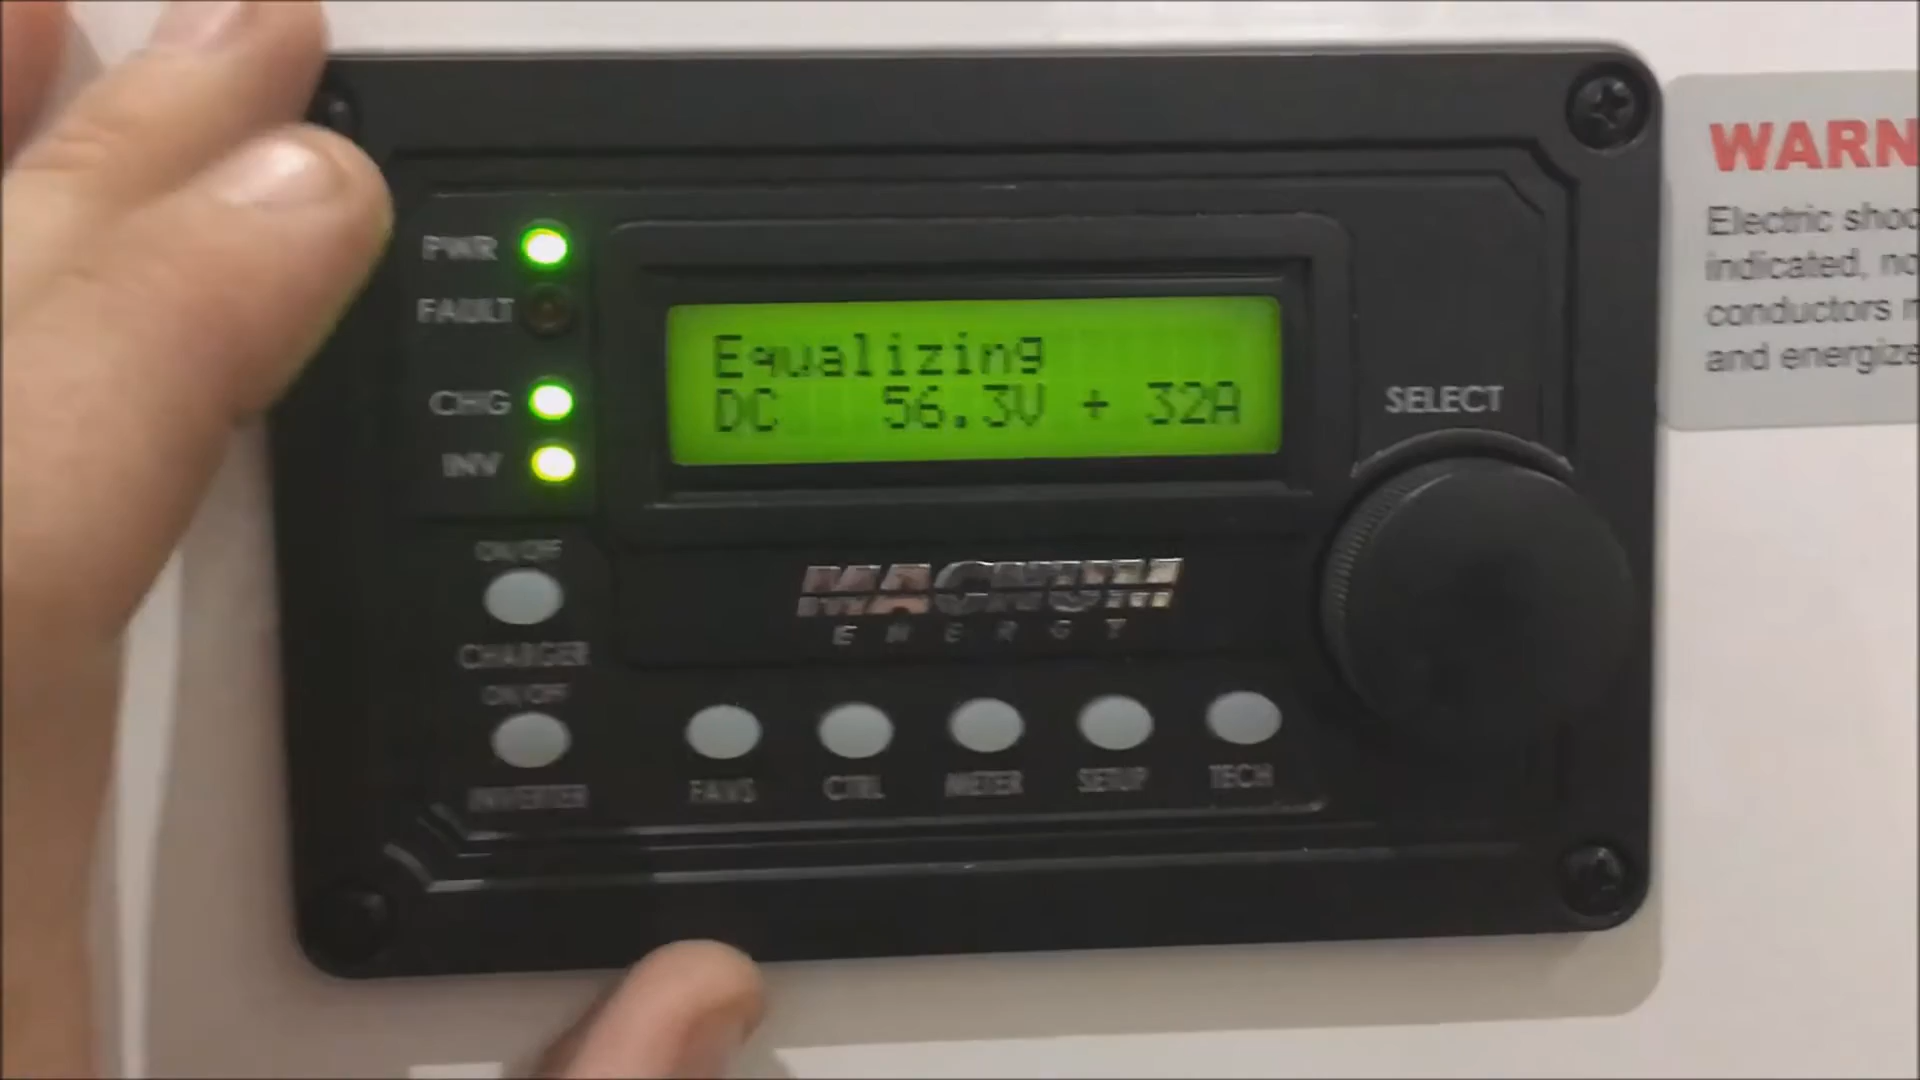 PWR
FAULT
CHG
INV
Equalizing
DC 56.3V + 32A
SELECT
ON/OFF
CHARGER
ON/OFF
INVERTER
MAGNUM
ENERGY
FAVS
CTRL
METER
SETUP
TECH
WARN
Electric shoc
indicated, no
conductors
and energize